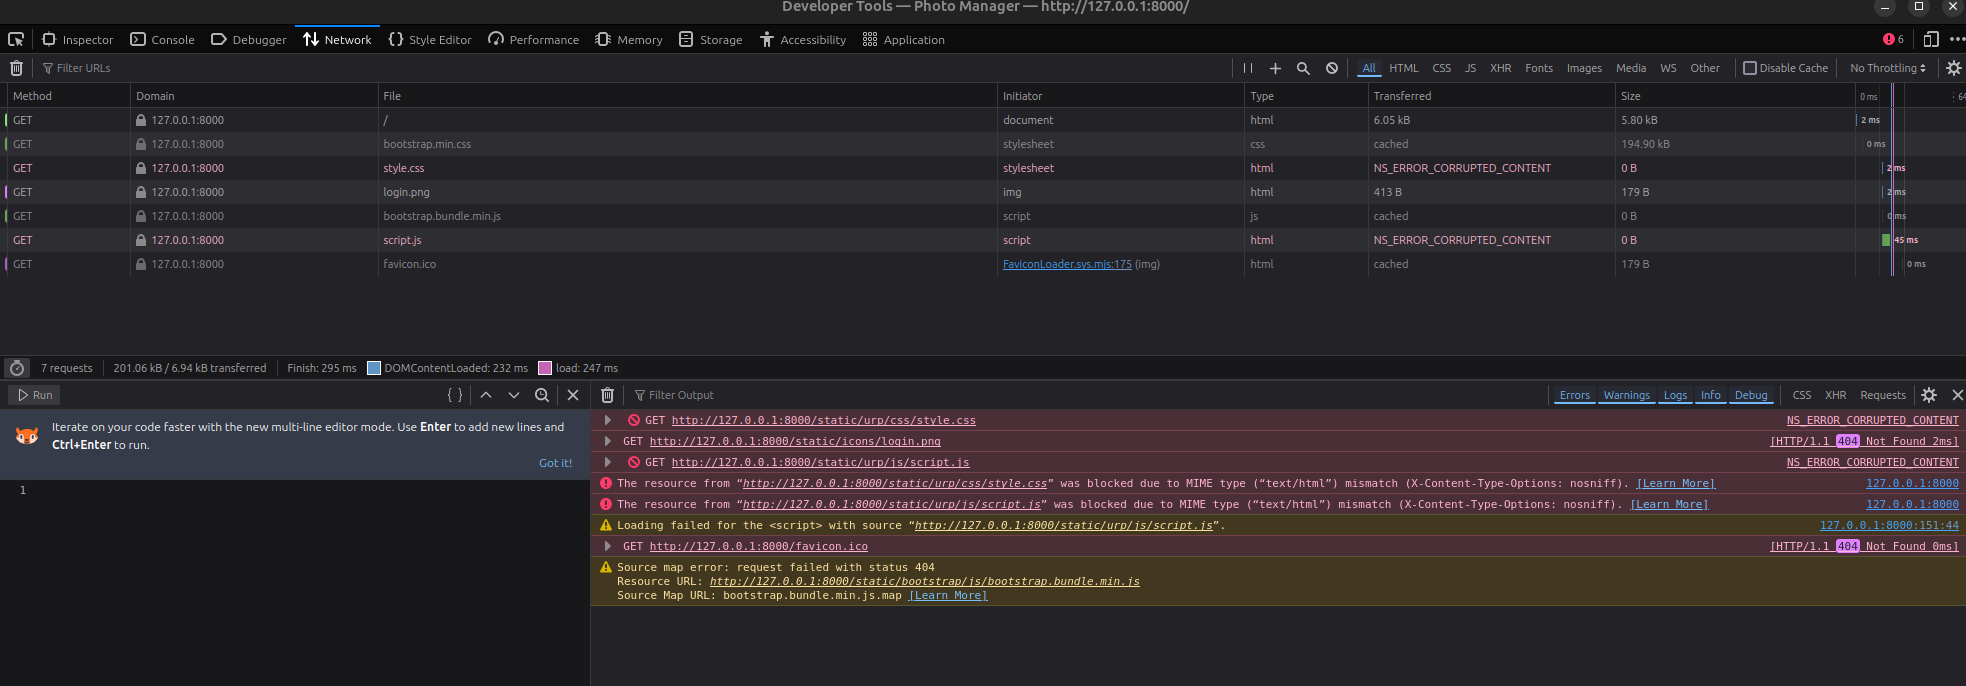 Developer Tools — Photo Manager — http://127.0.0.1:8000/
Inspector Console Debugger Network Style Editor Performance Memory Storage Accessibility Application 6
Filter URLs All HTML CSS JS XHR Fonts Images Media WS Other Disable Cache No Throttling
Method Domain File Initiator Type Transferred Size 0 ms 64
GET 127.0.0.1:8000 / document html 6.05 kB 5.80 kB 2 ms
GET 127.0.0.1:8000 bootstrap.min.css stylesheet css cached 194.90 kB 0 ms
GET 127.0.0.1:8000 style.css stylesheet html NS_ERROR_CORRUPTED_CONTENT 0 B 2 ms
GET 127.0.0.1:8000 login.png img html 413 B 179 B 2 ms
GET 127.0.0.1:8000 bootstrap.bundle.min.js script js cached 0 B 0 ms
GET 127.0.0.1:8000 script.js script html NS_ERROR_CORRUPTED_CONTENT 0 B 45 ms
GET 127.0.0.1:8000 favicon.ico FaviconLoader.sys.mjs:175 (img) html cached 179 B 0 ms
7 requests 201.06 kB / 6.94 kB transferred Finish: 295 ms DOMContentLoaded: 232 ms load: 247 ms
Run { }
Iterate on your code faster with the new multi-line editor mode. Use Enter to add new lines and
Ctrl+Enter to run.
Got it!
1
Filter Output Errors Warnings Logs Info Debug CSS XHR Requests
GET http://127.0.0.1:8000/static/urp/css/style.css NS_ERROR_CORRUPTED_CONTENT
GET http://127.0.0.1:8000/static/icons/login.png [HTTP/1.1 404 Not Found 2ms]
GET http://127.0.0.1:8000/static/urp/js/script.js NS_ERROR_CORRUPTED_CONTENT
The resource from “http://127.0.0.1:8000/static/urp/css/style.css” was blocked due to MIME type (“text/html”) mismatch (X-Content-Type-Options: nosniff). [Learn More] 127.0.0.1:8000
The resource from “http://127.0.0.1:8000/static/urp/js/script.js” was blocked due to MIME type (“text/html”) mismatch (X-Content-Type-Options: nosniff). [Learn More] 127.0.0.1:8000
Loading failed for the <script> with source “http://127.0.0.1:8000/static/urp/js/script.js”. 127.0.0.1:8000:151:44
GET http://127.0.0.1:8000/favicon.ico [HTTP/1.1 404 Not Found 0ms]
Source map error: request failed with status 404
Resource URL: http://127.0.0.1:8000/static/bootstrap/js/bootstrap.bundle.min.js
Source Map URL: bootstrap.bundle.min.js.map [Learn More]